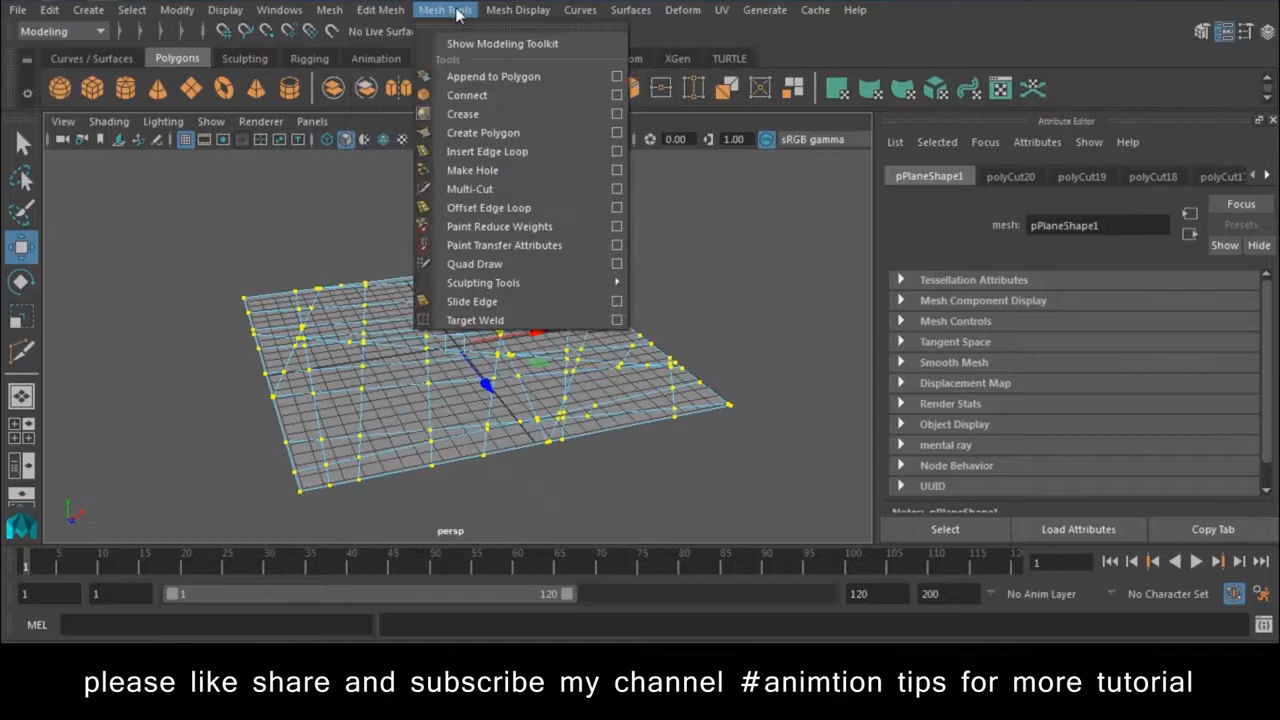 File Edit Create Select Modify Display Windows Mesh Edit Mesh Mesh Tools Mesh Display Curves Surfaces Deform UV Generate Cache Help
Modeling No Live Surfa
Show Modeling Toolkit
Tools
Curves / Surfaces Polygons Sculpting Rigging Animation om XGen TURTLE
Append to Polygon
Connect
Crease
Create Polygon
Insert Edge Loop
Make Hole
Multi-Cut
Offset Edge Loop
Paint Reduce Weights
Paint Transfer Attributes
Quad Draw
Sculpting Tools
Slide Edge
Target Weld
View Shading Lighting Show Renderer Panels
0.00 1.00 sRGB gamma
persp
Attribute Editor
List Selected Focus Attributes Show Help
pPlaneShape1 polyCut20 polyCut19 polyCut18 polyCut1
Focus
Presets
mesh: pPlaneShape1
Show Hide
Tessellation Attributes
Mesh Component Display
Mesh Controls
Tangent Space
Smooth Mesh
Displacement Map
Render Stats
Object Display
mental ray
Node Behavior
UUID
Notes: pPlaneShape1
Select Load Attributes Copy Tab
5 10 15 20 25 30 35 40 45 50 55 60 65 70 75 80 85 90 95 100 105 110 115 12
1 1
1 1 1 120 120 200 No Anim Layer No Character Set
MEL
please like share and subscribe my channel #animtion tips for more tutorial